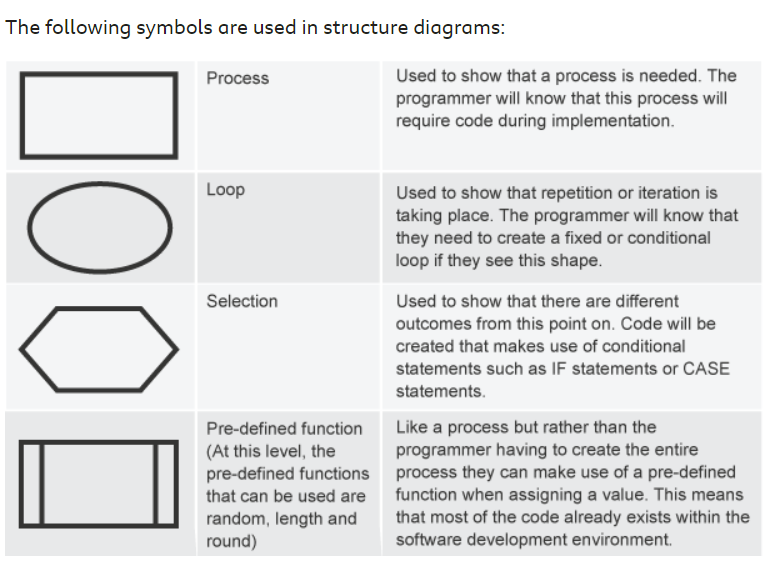 The following symbols are used in structure diagrams:
Process
Used to show that a process is needed. The
programmer will know that this process will
require code during implementation.
Loop
Used to show that repetition or iteration is
taking place. The programmer will know that
they need to create a fixed or conditional
loop if they see this shape.
Selection
Used to show that there are different
outcomes from this point on. Code will be
created that makes use of conditional
statements such as IF statements or CASE
statements.
Pre-defined function
(At this level, the
pre-defined functions
that can be used are
random, length and
round)
Like a process but rather than the
programmer having to create the entire
process they can make use of a pre-defined
function when assigning a value. This means
that most of the code already exists within the
software development environment.